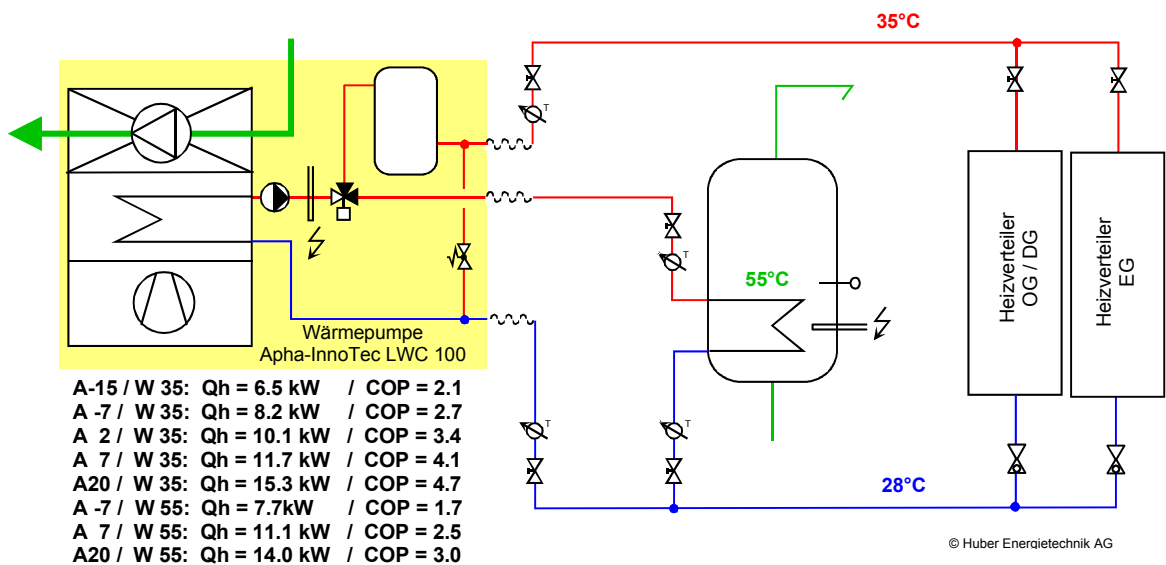 35°C
T
T
55°C
T
T
Heizverteiler
OG / DG
Heizverteiler
EG
Wärmepumpe
Apha-InnoTec LWC 100
A-15 / W 35: Qh = 6.5 kW / COP = 2.1
A -7 / W 35: Qh = 8.2 kW / COP = 2.7
A 2 / W 35: Qh = 10.1 kW / COP = 3.4
A 7 / W 35: Qh = 11.7 kW / COP = 4.1
A20 / W 35: Qh = 15.3 kW / COP = 4.7
A -7 / W 55: Qh = 7.7kW / COP = 1.7
A 7 / W 55: Qh = 11.1 kW / COP = 2.5
A20 / W 55: Qh = 14.0 kW / COP = 3.0
28°C
© Huber Energietechnik AG